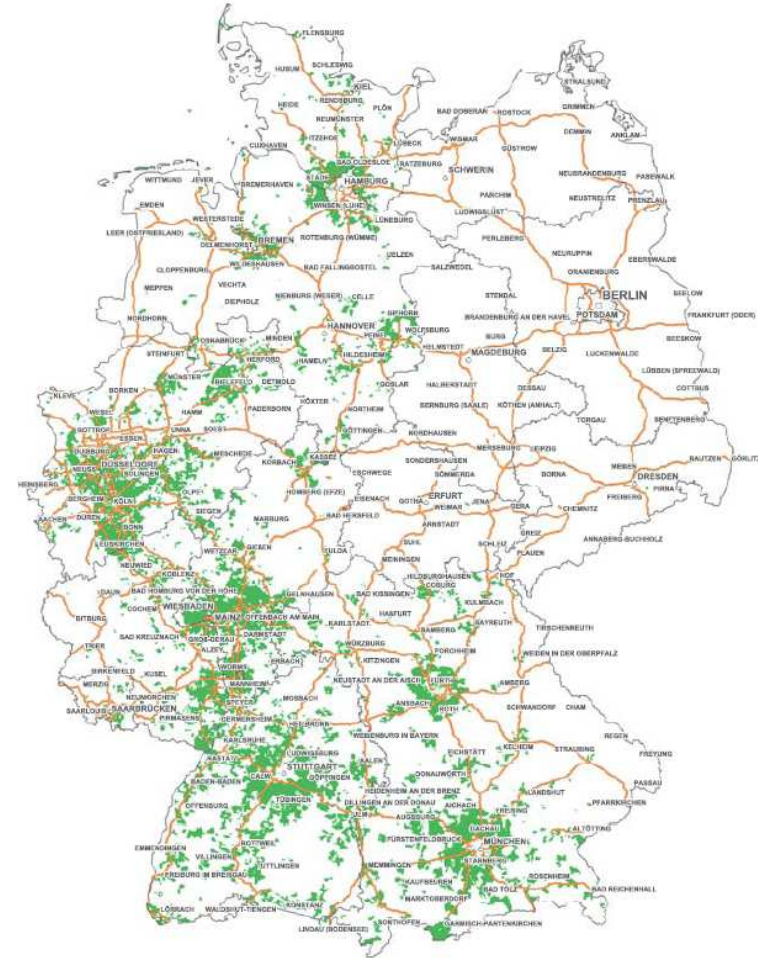 FLENSBURG
SCHLESWIG
HUSUM
KIEL
STRALSUND
RENDSBURG
HEIDE
PLÖN
GRIMMEN
BAD DOBERAN
ROSTOCK
NEUMÜNSTER
DEMMIN
ANKLAM
ITZEHOE
LÜBECK
WISMAR
GÜSTROW
CUXHAVEN
BAD OLDESLOE
RATZEBURG
SCHWERIN
NEUBRANDENBURG
PASEWALK
WITTMUND
JEVER
BREMERHAVEN
STADE
HAMBURG
PARCHIM
NEUSTRELITZ
PRENZLAU
EMDEN
WINSEN (LUHE)
LUDWIGSLUST
WESTERSTEDE
LÜNEBURG
LEER (OSTFRIESLAND)
DELMENHORST
BREMEN
ROTENBURG (WÜMME)
PERLEBERG
UELZEN
NEURUPPIN
EBERSWALDE
WILDESHAUSEN
CLOPPENBURG
BAD FALLINGBOSTEL
SALZWEDEL
ORANIENBURG
MEPPEN
VECHTA
DIEPHOLZ
NIENBURG (WESER)
CELLE
STENDAL
BERLIN
SEELOW
NORDHORN
GIFHORN
BRANDENBURG AN DER HAVEL
POTSDAM
FRANKFURT (ODER)
HANNOVER
WOLFSBURG
OSNABRÜCK
MINDEN
PEINE
BURG
BEESKOW
STEINFURT
HERFORD
HAMELN
HILDESHEIM
HELMSTEDT
MAGDEBURG
BELZIG
LUCKENWALDE
MÜNSTER
BIELEFELD
DETMOLD
GOSLAR
HALBERSTADT
DESSAU
LÜBBEN (SPREEWALD)
KLEVE
BORKEN
COTTBUS
HÖXTER
BERNBURG (SAALE)
KÖTHEN (ANHALT)
WESEL
HAMM
PADERBORN
NORTHEIM
TORGAU
SENFTENBERG
BOTTROP
UNNA
SOEST
GÖTTINGEN
NORDHAUSEN
ESSEN
DUISBURG
HAGEN
MESCHEDE
KASSEL
MERSEBURG
LEIPZIG
BAUTZEN
GÖRLITZ
DÜSSELDORF
KORBACH
SONDERSHAUSEN
MEIßEN
NEUSS
SOLINGEN
ESCHWEGE
SÖMMERDA
BORNA
DRESDEN
HEINSBERG
OLPE
HOMBERG (EFZE)
PIRNA
BERGHEIM
KÖLN
EISENACH
GOTHA
ERFURT
JENA
FREIBERG
SIEGEN
WEIMAR
GERA
CHEMNITZ
AACHEN
DÜREN
MARBURG
BAD HERSFELD
ARNSTADT
BONN
GREIZ
ANNABERG-BUCHHOLZ
EUSKIRCHEN
WETZLAR
GIEßEN
SUHL
SCHLEIZ
PLAUEN
FULDA
MEININGEN
NEUWIED
KOBLENZ
HILDBURGHAUSEN
HOF
DAUN
BAD HOMBURG VOR DER HÖHE
GELNHAUSEN
BAD KISSINGEN
COBURG
COCHEM
WIESBADEN
KULMBACH
BITBURG
MAINZ
OFFENBACH AM MAIN
KARLSTADT
HAßFURT
BAYREUTH
TIRSCHENREUTH
BAD KREUZNACH
GROß-GERAU
DARMSTADT
BAMBERG
TRIER
ALZEY
WÜRZBURG
FORCHHEIM
WEIDEN IN DER OBERPFALZ
BIRKENFELD
KUSEL
WORMS
ERBACH
KITZINGEN
MERZIG
NEUSTADT AN DER AISCH
FÜRTH
AMBERG
NEUNKIRCHEN
MANNHEIM
MOSBACH
ANSBACH
ROTH
SCHWANDORF
CHAM
SAARLOUIS
SAARBRÜCKEN
SPEYER
PIRMASENS
GERMERSHEIM
HEILBRONN
WEIßENBURG IN BAYERN
REGEN
KARLSRUHE
LUDWIGSBURG
EICHSTÄTT
KELHEIM
STRAUBING
FREYUNG
RASTATT
STUTTGART
AALEN
BADEN-BADEN
CALW
GÖPPINGEN
DONAUWÖRTH
PASSAU
HEIDENHEIM AN DER BRENZ
LANDSHUT
OFFENBURG
TÜBINGEN
DILLINGEN AN DER DONAU
AICHACH
FREISING
PFARRKIRCHEN
ULM
AUGSBURG
DACHAU
ALTÖTTING
EMMENDINGEN
ROTTWEIL
FÜRSTENFELDBRUCK
MÜNCHEN
VILLINGEN
TUTTLINGEN
MEMMINGEN
STARNBERG
FREIBURG IM BREISGAU
KAUFBEUREN
ROSENHEIM
BAD TÖLZ
BAD REICHENHALL
MARKTOBERDORF
LÖRRACH
WALDSHUT-TIENGEN
KONSTANZ
SONTHOFEN
GARMISCH-PARTENKIRCHEN
LINDAU (BODENSEE)